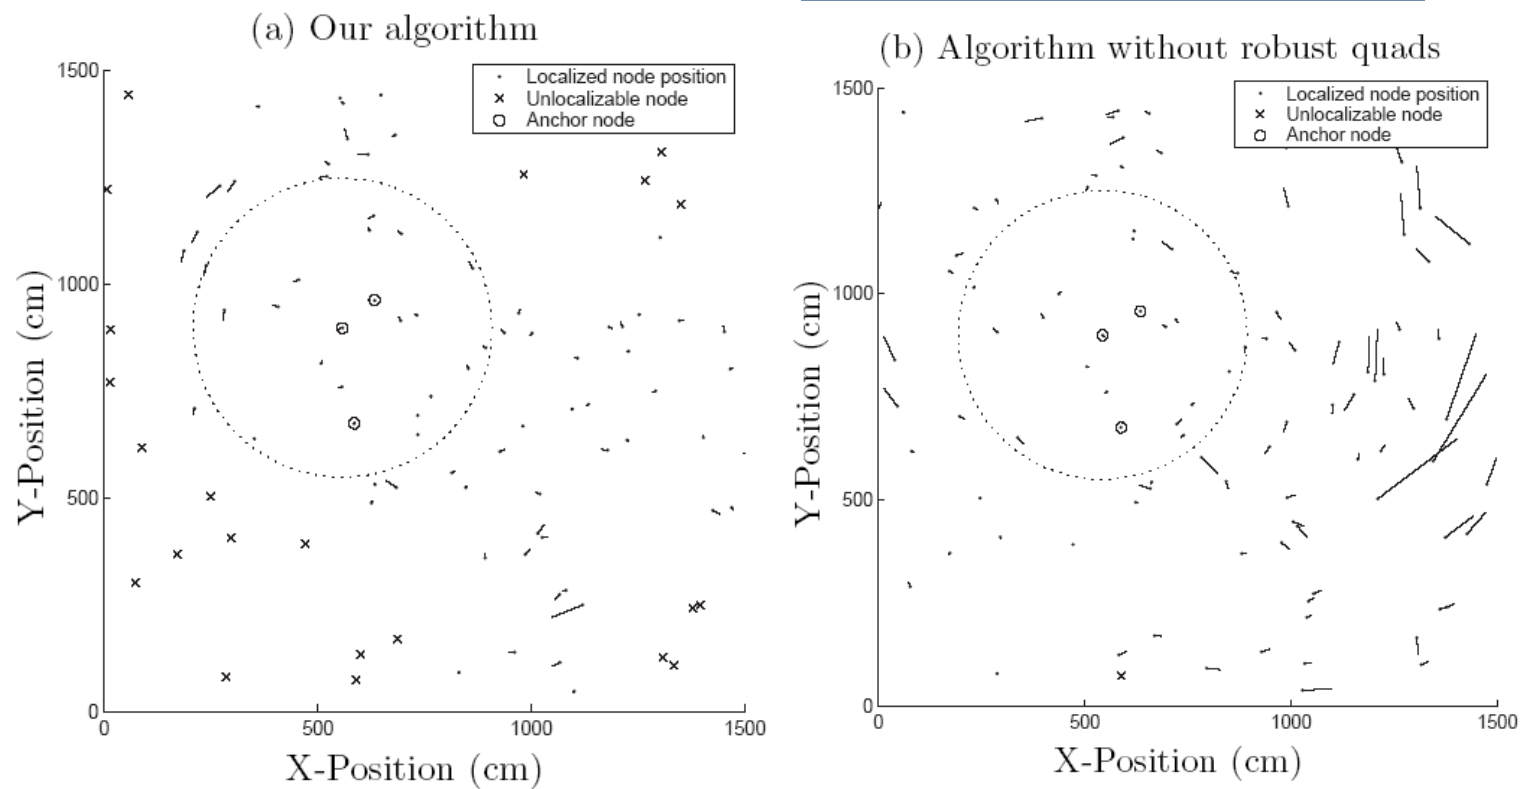 (a) Our algorithm
1500
1000
500
0
0
500
1000
1500
Y-Position (cm)
X-Position (cm)
Localized node position
Unlocalizable node
Anchor node
(b) Algorithm without robust quads
1500
1000
500
0
0
500
1000
1500
Y-Position (cm)
X-Position (cm)
Localized node position
Unlocalizable node
Anchor node